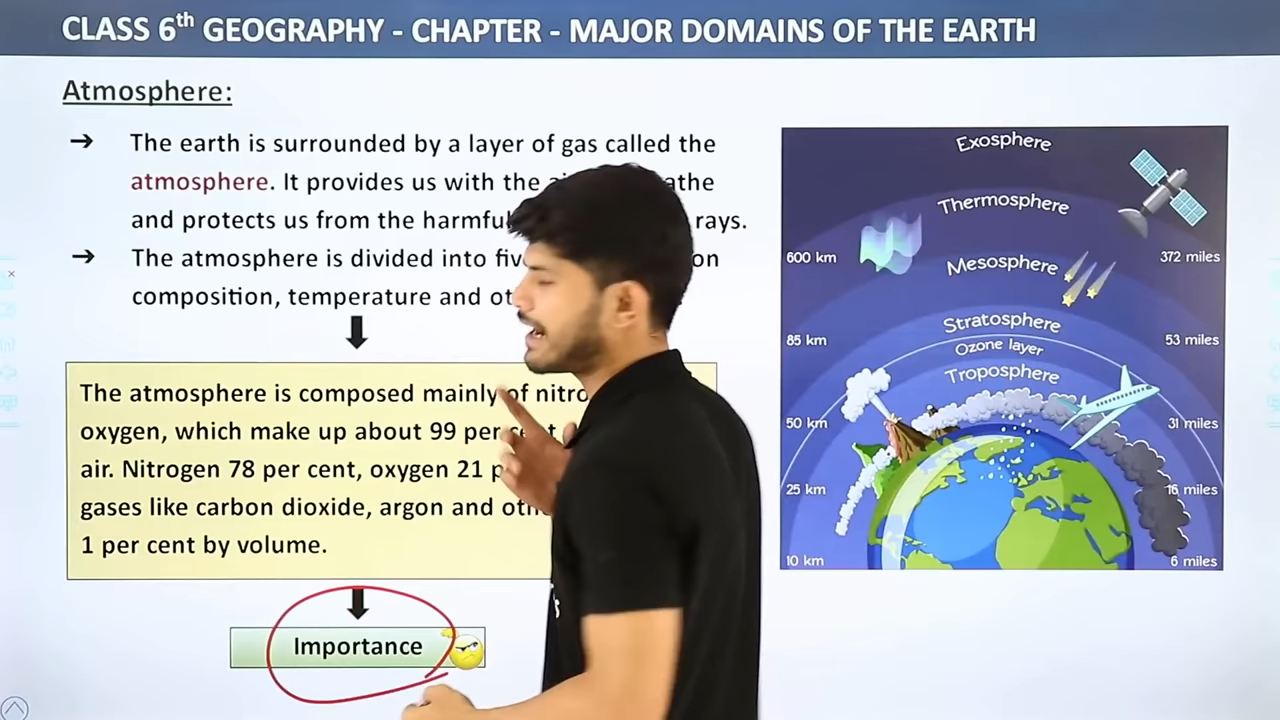 CLASS 6th GEOGRAPHY - CHAPTER - MAJOR DOMAINS OF THE EARTH
Atmosphere:
➔ The earth is surrounded by a layer of gas called the
atmosphere. It provides us with the
and protects us from the harmful rays.
➔ The atmosphere is divided into
composition, temperature and
The atmosphere is composed mainly of
oxygen, which make up about 99 per cent
air. Nitrogen 78 per cent, oxygen 21
gases like carbon dioxide, argon and
1 per cent by volume.
Importance
Exosphere
Thermosphere
600 km 372 miles
Mesosphere
Stratosphere
85 km 53 miles
Ozone layer
Troposphere
50 km 31 miles
25 km 16 miles
10 km 6 miles